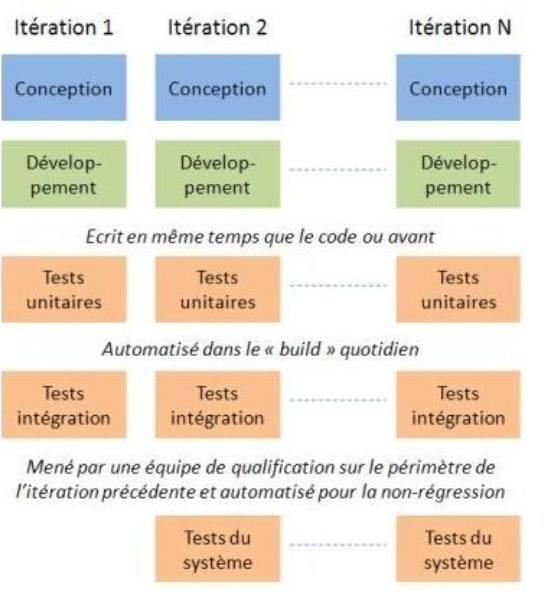 Itération 1 Itération 2 Itération N
Conception Conception Conception
Dévelop- Dévelop- Dévelop-
pement pement pement
Ecrit en même temps que le code ou avant
Tests Tests Tests
unitaires unitaires unitaires
Automatisé dans le « build » quotidien
Tests Tests Tests
intégration intégration intégration
Mené par une équipe de qualification sur le périmètre de
l'itération précédente et automatisé pour la non-régression
Tests du Tests du
système système